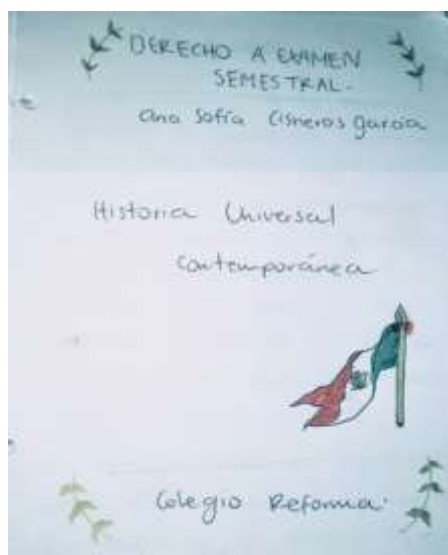 DERECHO A EXAMEN
SEMESTRAL.
Ana Sofía Cisneros García
Historia Universal
Contemporánea
Colegio Reforma.